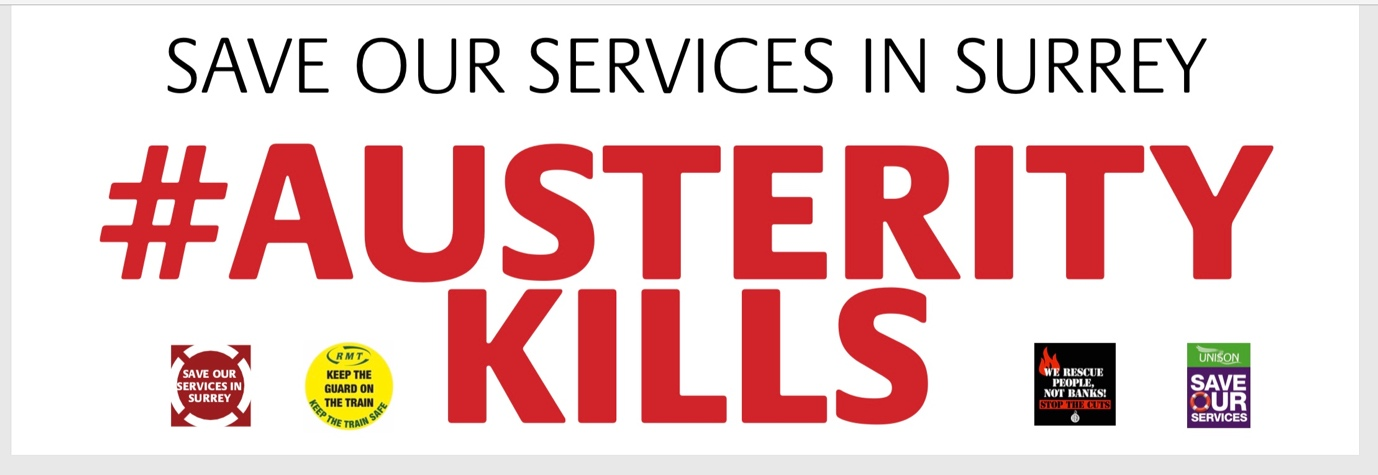 SAVE OUR SERVICES IN SURREY
#AUSTERITY
KILLS
SAVE OUR
SERVICES IN
SURREY
RMT
KEEP THE
GUARD ON
THE TRAIN
KEEP THE TRAIN SAFE
WE RESCUE
PEOPLE,
NOT BANKS!
STOP THE CUTS
UNISON
SAVE
OUR
SERVICES